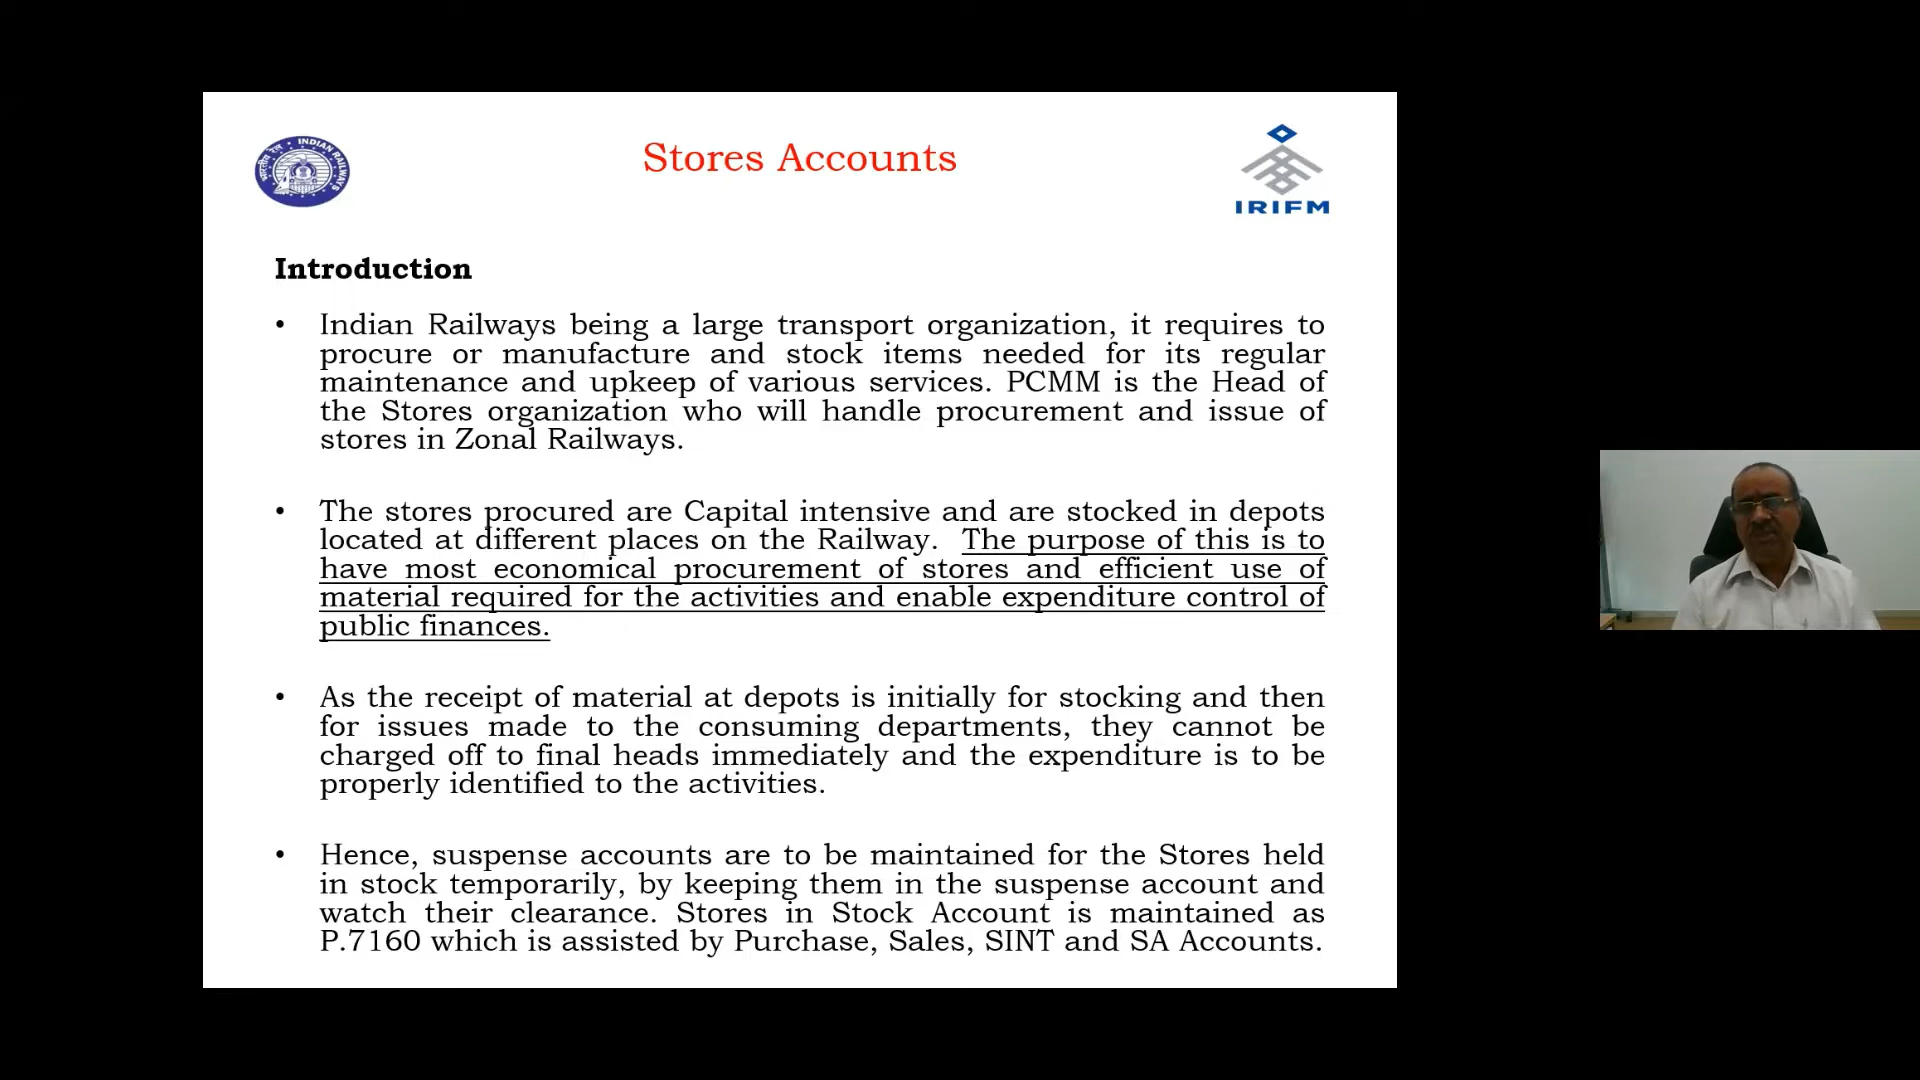 INDIAN RAILWAYS
भारतीय रेल
Stores Accounts
IRIFM
Introduction
• Indian Railways being a large transport organization, it requires to
procure or manufacture and stock items needed for its regular
maintenance and upkeep of various services. PCMM is the Head of
the Stores organization who will handle procurement and issue of
stores in Zonal Railways.
• The stores procured are Capital intensive and are stocked in depots
located at different places on the Railway. The purpose of this is to
have most economical procurement of stores and efficient use of
material required for the activities and enable expenditure control of
public finances.
• As the receipt of material at depots is initially for stocking and then
for issues made to the consuming departments, they cannot be
charged off to final heads immediately and the expenditure is to be
properly identified to the activities.
• Hence, suspense accounts are to be maintained for the Stores held
in stock temporarily, by keeping them in the suspense account and
watch their clearance. Stores in Stock Account is maintained as
P.7160 which is assisted by Purchase, Sales, SINT and SA Accounts.